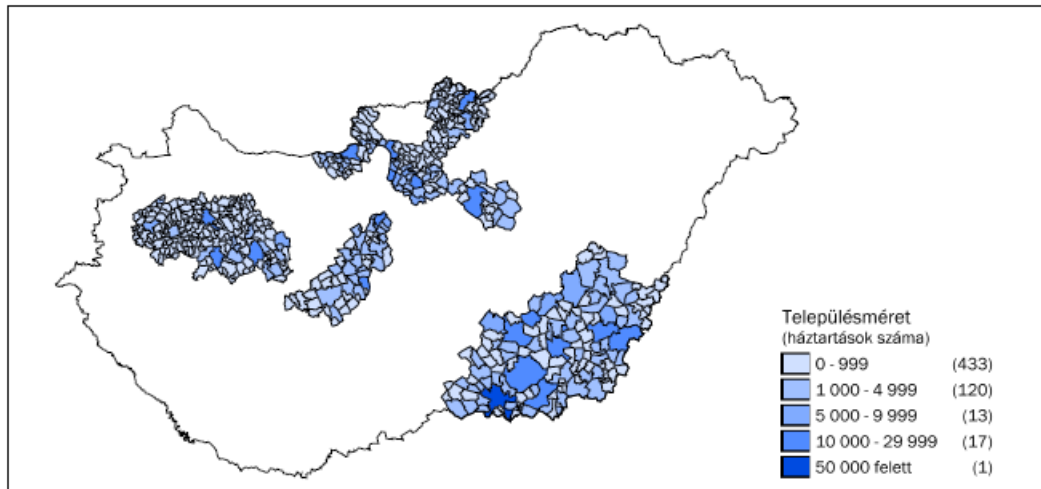 Településméret
(háztartások száma)
0 - 999 (433)
1 000 - 4 999 (120)
5 000 - 9 999 (13)
10 000 - 29 999 (17)
50 000 felett (1)